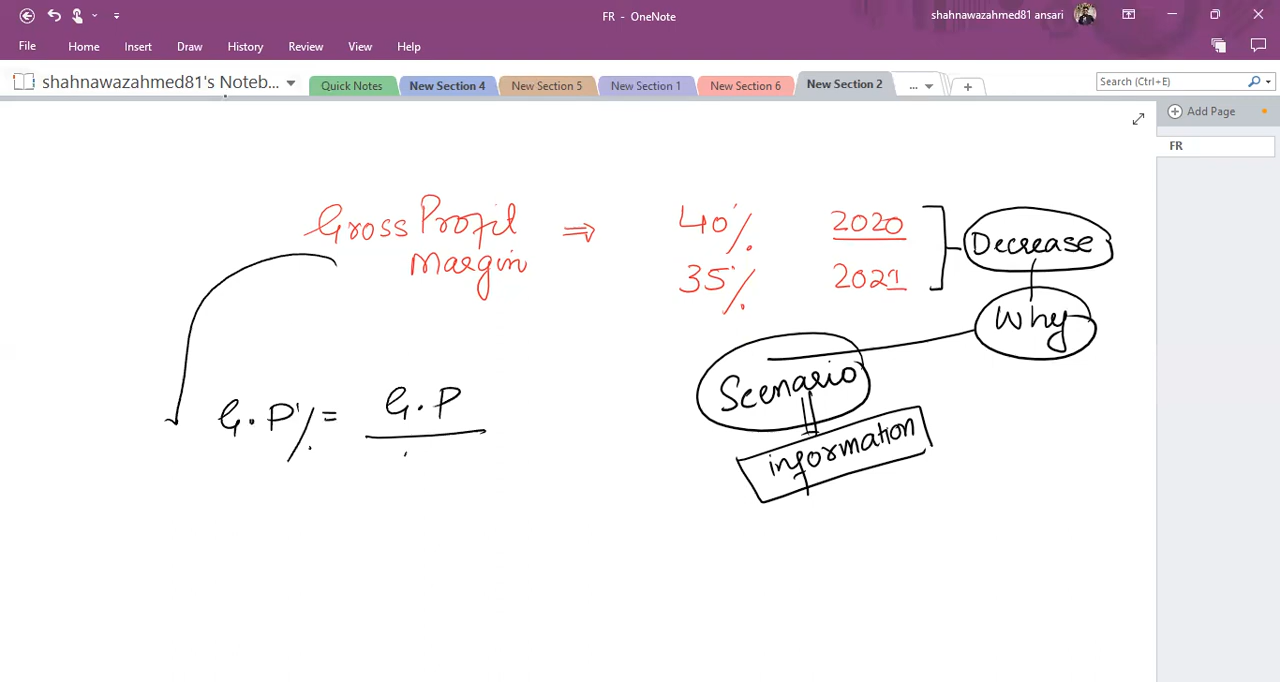 FR - OneNote
shahnawazahmed81 ansari
File Home Insert Draw History Review View Help
shahnawazahmed81's Noteb...
Quick Notes New Section 4 New Section 5 New Section 1 New Section 6 New Section 2 ... +
Search (Ctrl+E)
Add Page
FR
Gross Profit ⇒ 40% 2020
Margin 35% 2021
Decrease
Why
Scenario
information
G.P% = G.P